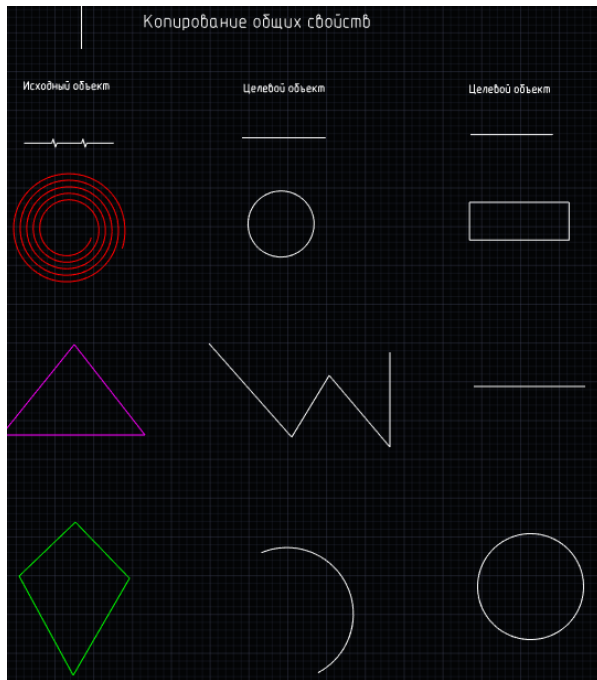 Копирование общих свойств
Исходный объект
Целевой объект
Целевой объект